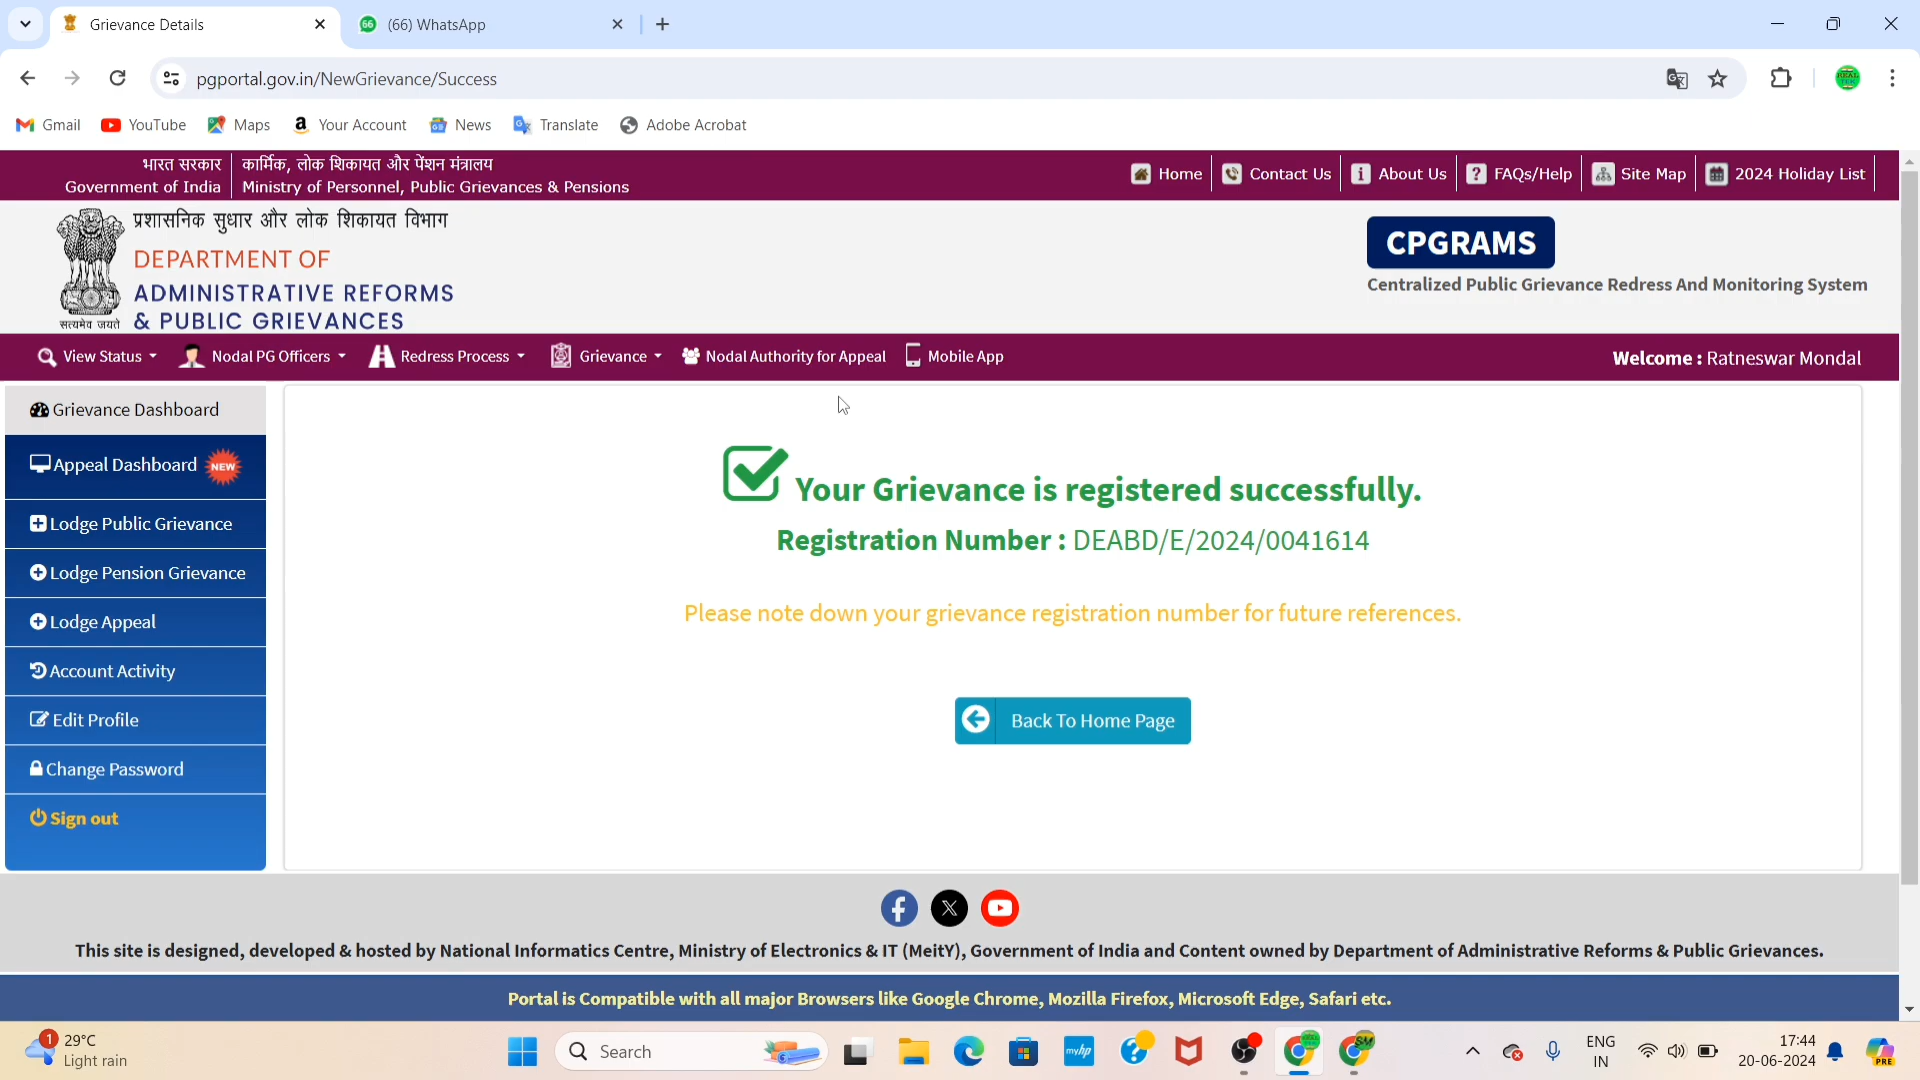 Grievance Details
66 (66) WhatsApp
pgportal.gov.in/NewGrievance/Success
Gmail YouTube Maps Your Account News Translate Adobe Acrobat
भारत सरकार कार्मिक, लोक शिकायत और पेंशन मंत्रालय
Government of India Ministry of Personnel, Public Grievances & Pensions
Home Contact Us About Us FAQs/Help Site Map 2024 Holiday List
प्रशासनिक सुधार और लोक शिकायत विभाग
DEPARTMENT OF
ADMINISTRATIVE REFORMS
& PUBLIC GRIEVANCES
सत्यमेव जयते
CPGRAMS
Centralized Public Grievance Redress And Monitoring System
View Status Nodal PG Officers Redress Process Grievance Nodal Authority for Appeal Mobile App
Welcome : Ratneswar Mondal
Grievance Dashboard
Appeal Dashboard NEW
Lodge Public Grievance
Lodge Pension Grievance
Lodge Appeal
Account Activity
Edit Profile
Change Password
Sign out
Your Grievance is registered successfully.
Registration Number : DEABD/E/2024/0041614
Please note down your grievance registration number for future references.
Back To Home Page
This site is designed, developed & hosted by National Informatics Centre, Ministry of Electronics & IT (MeitY), Government of India and Content owned by Department of Administrative Reforms & Public Grievances.
Portal is Compatible with all major Browsers like Google Chrome, Mozilla Firefox, Microsoft Edge, Safari etc.
1 29°C
Light rain
Search
myhp
SM
ENG
IN
17:44
20-06-2024
PRE